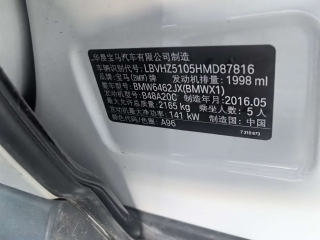 华晨宝马汽车有限公司制造
车辆识别代号: LBVHZ5105HMD87816
品牌: 宝马(BMW)牌 发动机排量: 1998 ml
整车型号: BMW6462JX(BMWX1)
发动机型号: B48A20C 制造年月: 2016.05
最大允许总质量: 2165 kg 乘坐人数: 5 人
发动机最大净功率: 141 kW 制造国: 中国
颜色色号: A96
7 310 073